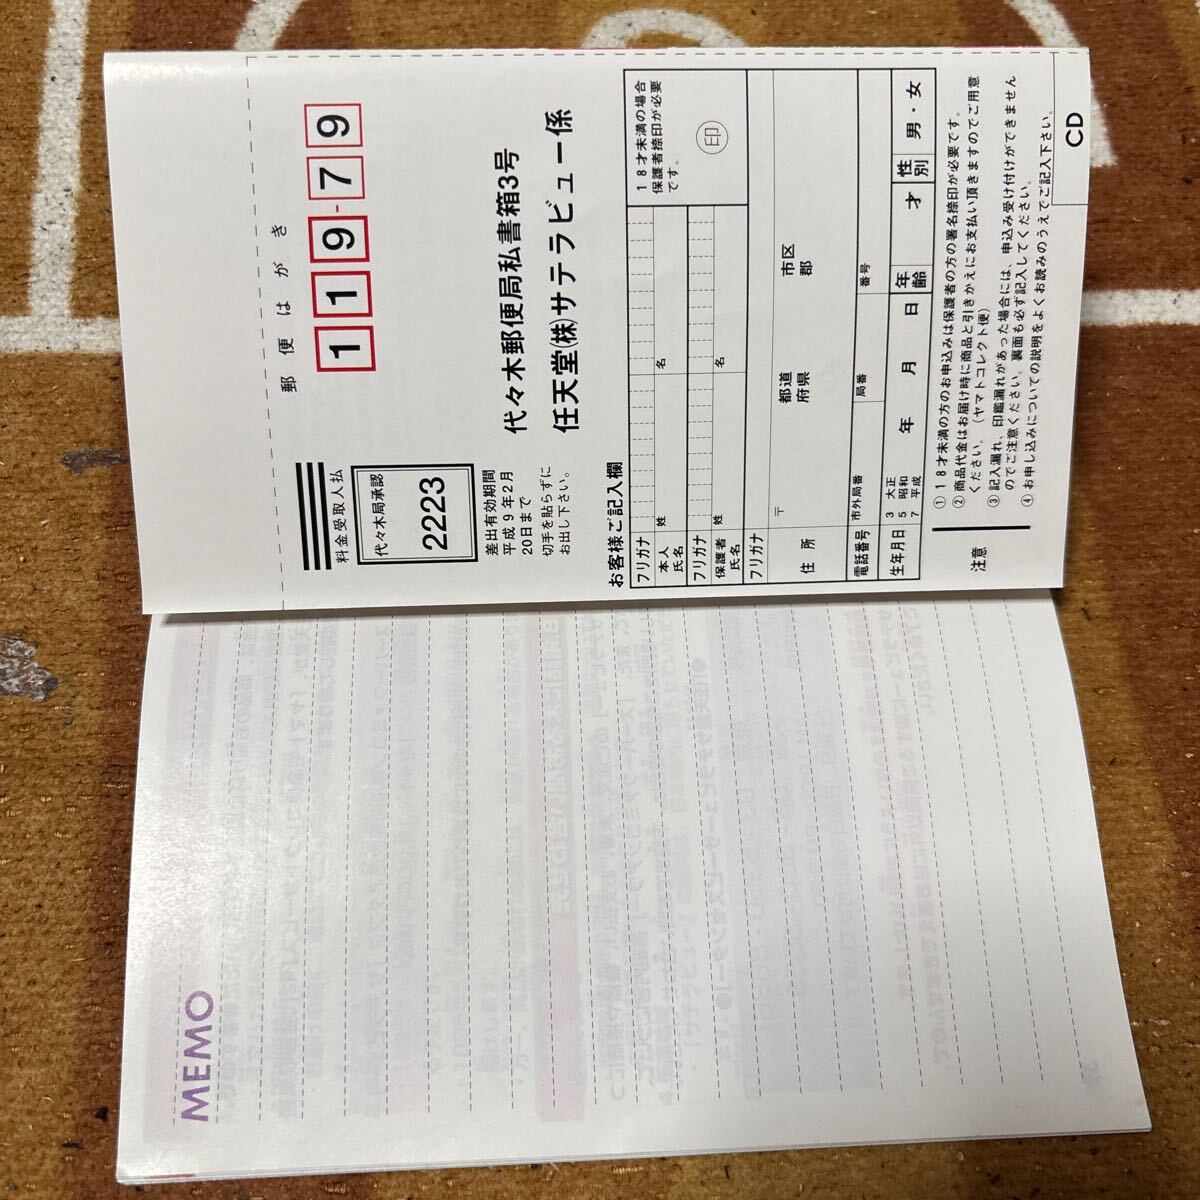 郵便はがき
119-79
料金受取人払
代々木局承認
2223
差出有効期間
平成9年2月
20日まで
切手を貼らずに
お出し下さい。
代々木郵便局私書箱3号
任天堂(株)サテラビュー係
お客様ご記入欄
フリガナ
本人氏名
姓
名
フリガナ
保護者氏名
姓
名
18才未満の場合
保護者捺印が必要
です。
印
フリガナ
住所
〒
都道
府県
市区
郡
電話番号
市外局番
局番
番号
生年月日
3 大正
5 昭和
7 平成
年 月 日
年齢
才
性別
男・女
注意
① 18才未満の方のお申込みは保護者の方の署名捺印が必要です。
② 商品代金はお届け時に商品と引きかえにお支払い頂きますのでご用意
ください。(ヤマトコレクト便)
③ 記入漏れ、印鑑漏れがあった場合には、申込み受け付けができません
のでご注意ください。裏面も必ず記入してください。
④ お申し込みについての説明をよくお読みのうえでご記入下さい。
CD
MEMO